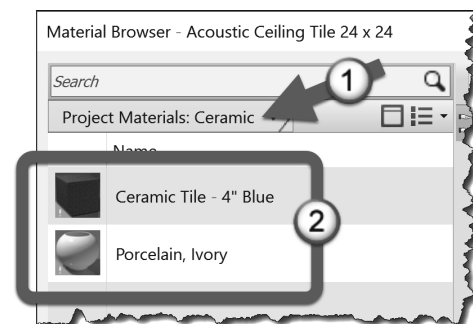 Material Browser - Acoustic Ceiling Tile 24 x 24
Search
1
Project Materials: Ceramic
Name
Ceramic Tile - 4" Blue
2
Porcelain, Ivory